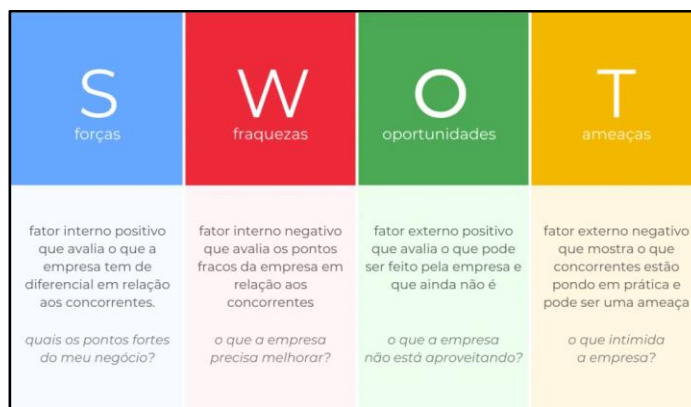 S
forças
fator interno positivo
que avalia o que a
empresa tem de
diferencial em relação
aos concorrentes.
quais os pontos fortes
do meu negócio?
W
fraquezas
fator interno negativo
que avalia os pontos
fracos da empresa em
relação aos
concorrentes
o que a empresa
precisa melhorar?
O
oportunidades
fator externo positivo
que avalia o que pode
ser feito pela empresa e
que ainda não é
o que a empresa
não está aproveitando?
T
ameaças
fator externo negativo
que mostra o que
concorrentes estão
pondo em prática e
pode ser uma ameaça
o que intimida
a empresa?